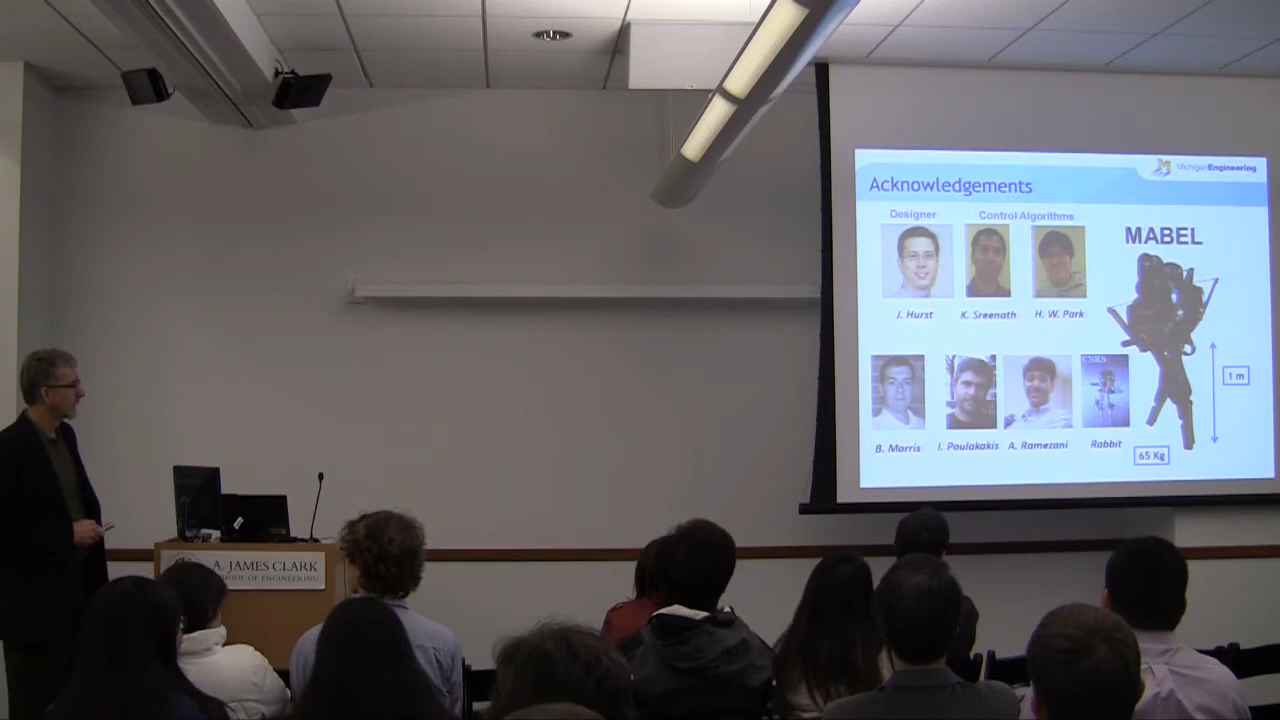 MichiganEngineering
Acknowledgements
Designer
Control Algorithms
MABEL
J. Hurst
K. Sreenath
H. W. Park
1 m
CNRS
B. Morris
I. Poulakakis
A. Ramezani
Rabbit
65 Kg
A. JAMES CLARK
SCHOOL OF ENGINEERING